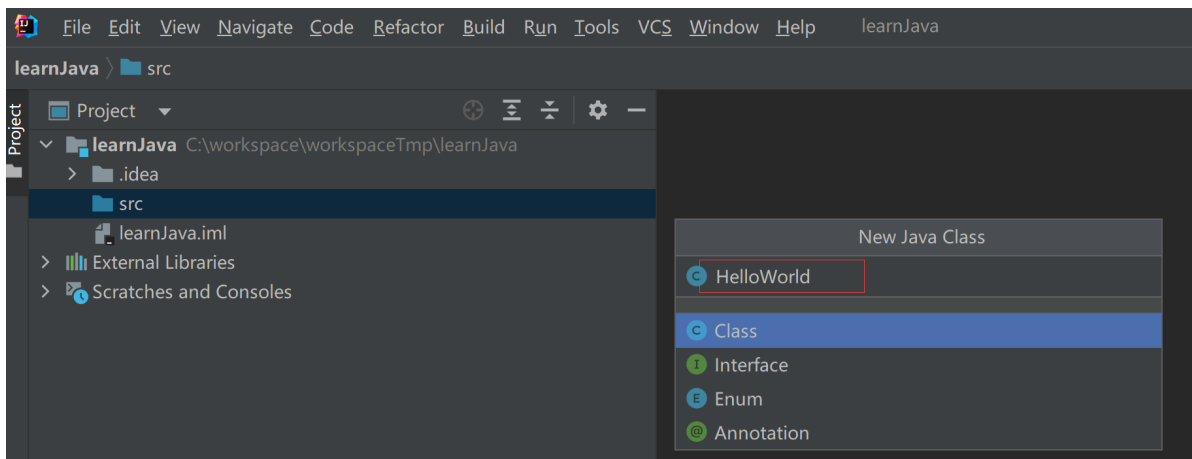 File Edit View Navigate Code Refactor Build Run Tools VCS Window Help learnJava
learnJava src
Project
Project
learnJava C:\workspace\workspaceTmp\learnJava
.idea
src
learnJava.iml
External Libraries
Scratches and Consoles
New Java Class
C HelloWorld
C Class
I Interface
E Enum
@ Annotation